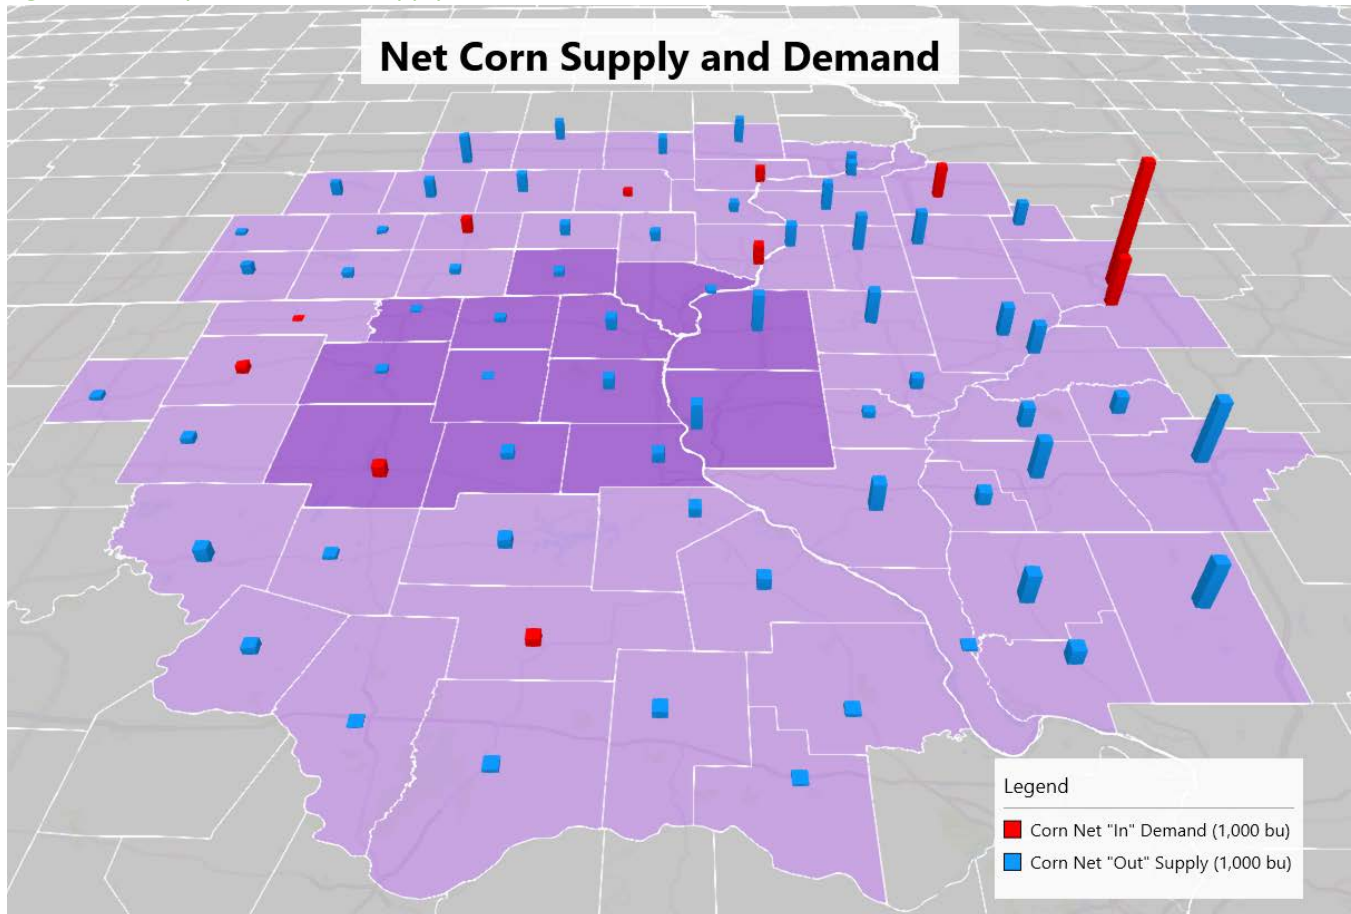 Net Corn Supply and Demand
Legend
Corn Net "In" Demand (1,000 bu)
Corn Net "Out" Supply (1,000 bu)